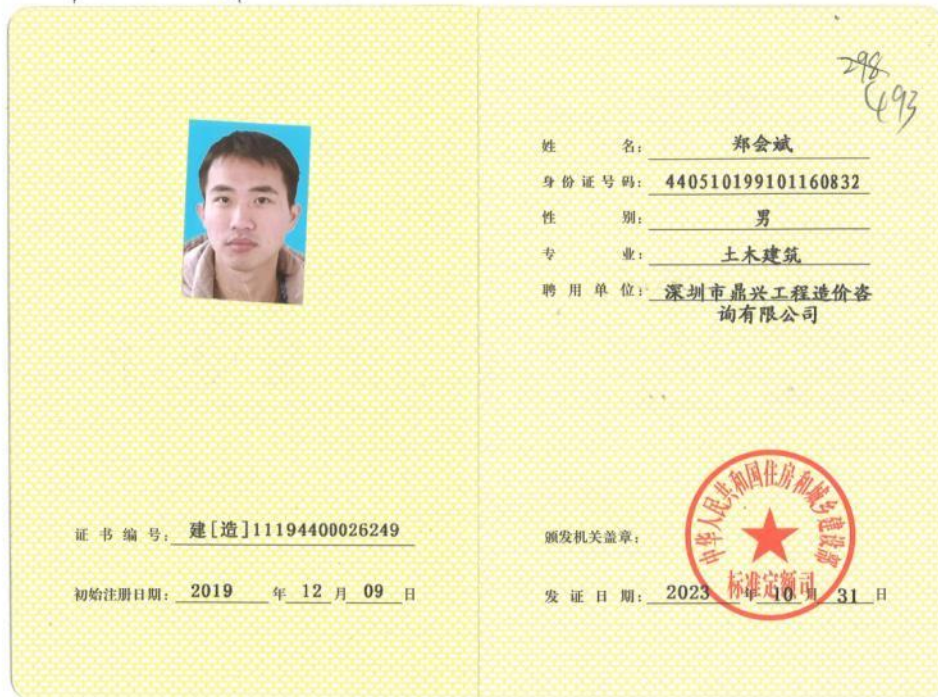 298
493
姓 名: 郑会斌
身份证号码: 440510199101160832
性 别: 男
专 业: 土木建筑
聘用单位: 深圳市鼎兴工程造价咨
询有限公司
证书编号: 建[造]11194400026249
初始注册日期: 2019 年 12 月 09 日
颁发机关盖章:
中华人民共和国住房和城乡建设部
标准定额司
发证日期: 2023 年 10 月 31 日